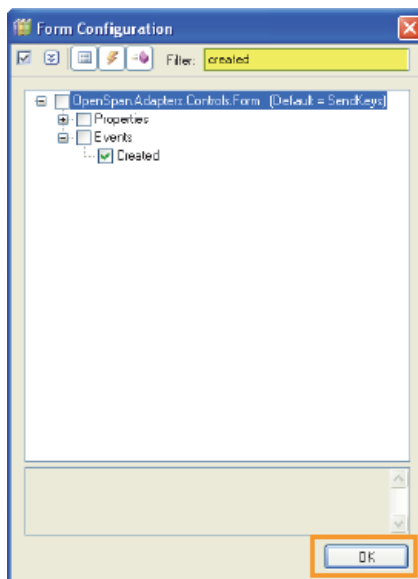 Form Configuration
Filter: created
OpenSpan.Adapters.Controls.Form (Default = SendKeys)
Properties
Events
Created
OK